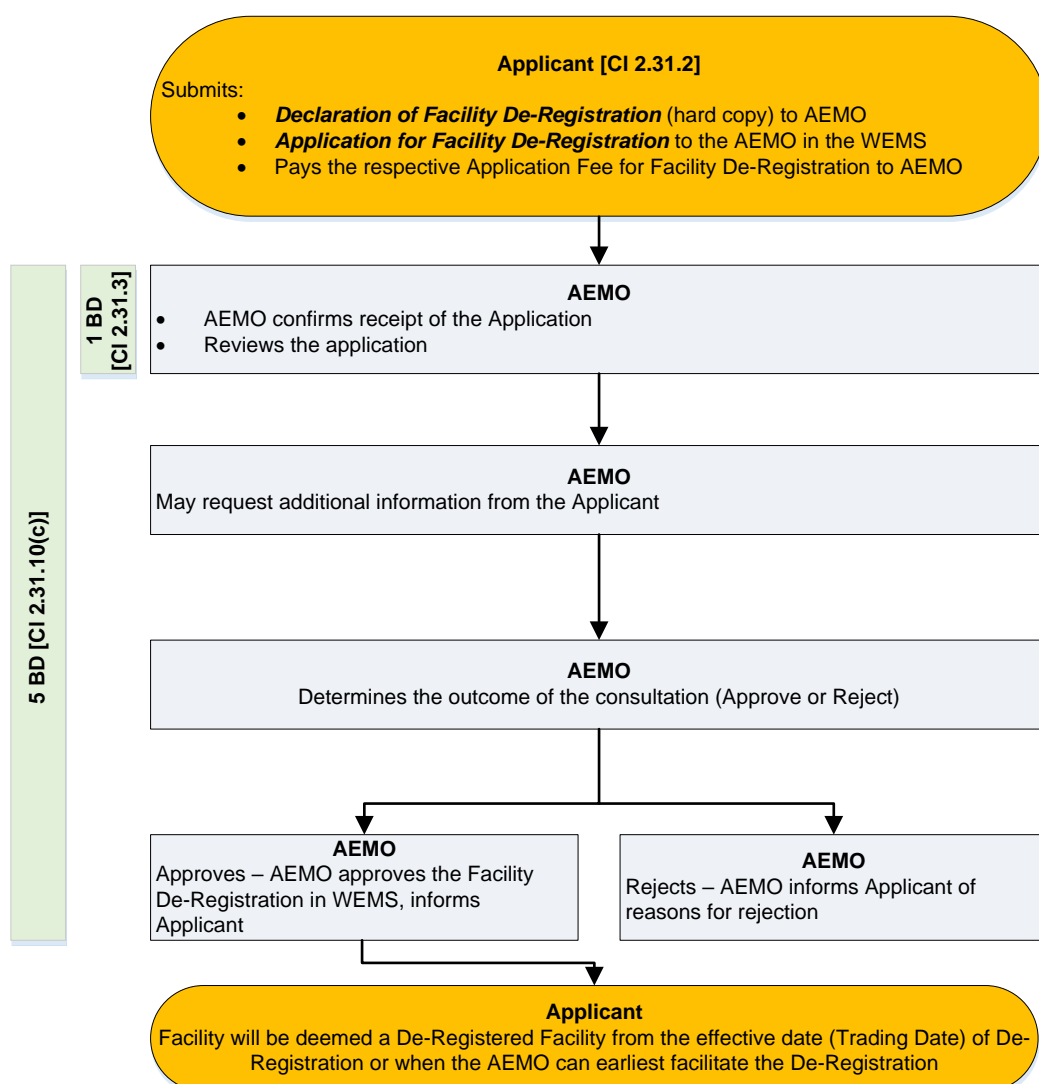 Applicant [Cl 2.31.2]
Submits:
• Declaration of Facility De-Registration (hard copy) to AEMO
• Application for Facility De-Registration to the AEMO in the WEMS
• Pays the respective Application Fee for Facility De-Registration to AEMO
5 BD [Cl 2.31.10(c)]
1 BD
[Cl 2.31.3]
AEMO
• AEMO confirms receipt of the Application
• Reviews the application
AEMO
May request additional information from the Applicant
AEMO
Determines the outcome of the consultation (Approve or Reject)
AEMO
Approves – AEMO approves the Facility
De-Registration in WEMS, informs
Applicant
AEMO
Rejects – AEMO informs Applicant of
reasons for rejection
Applicant
Facility will be deemed a De-Registered Facility from the effective date (Trading Date) of De-
Registration or when the AEMO can earliest facilitate the De-Registration